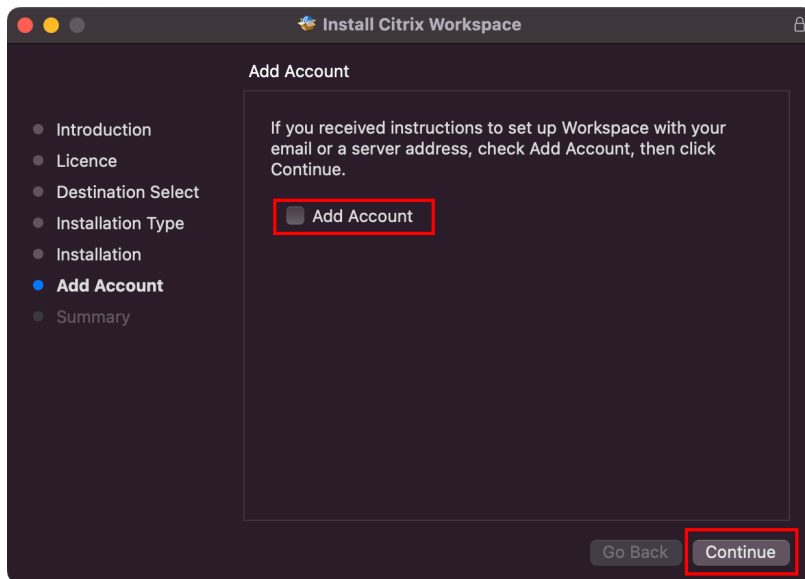 Install Citrix Workspace
Add Account
Introduction
Licence
Destination Select
Installation Type
Installation
Add Account
Summary
If you received instructions to set up Workspace with your
email or a server address, check Add Account, then click
Continue.
Add Account
Go Back
Continue